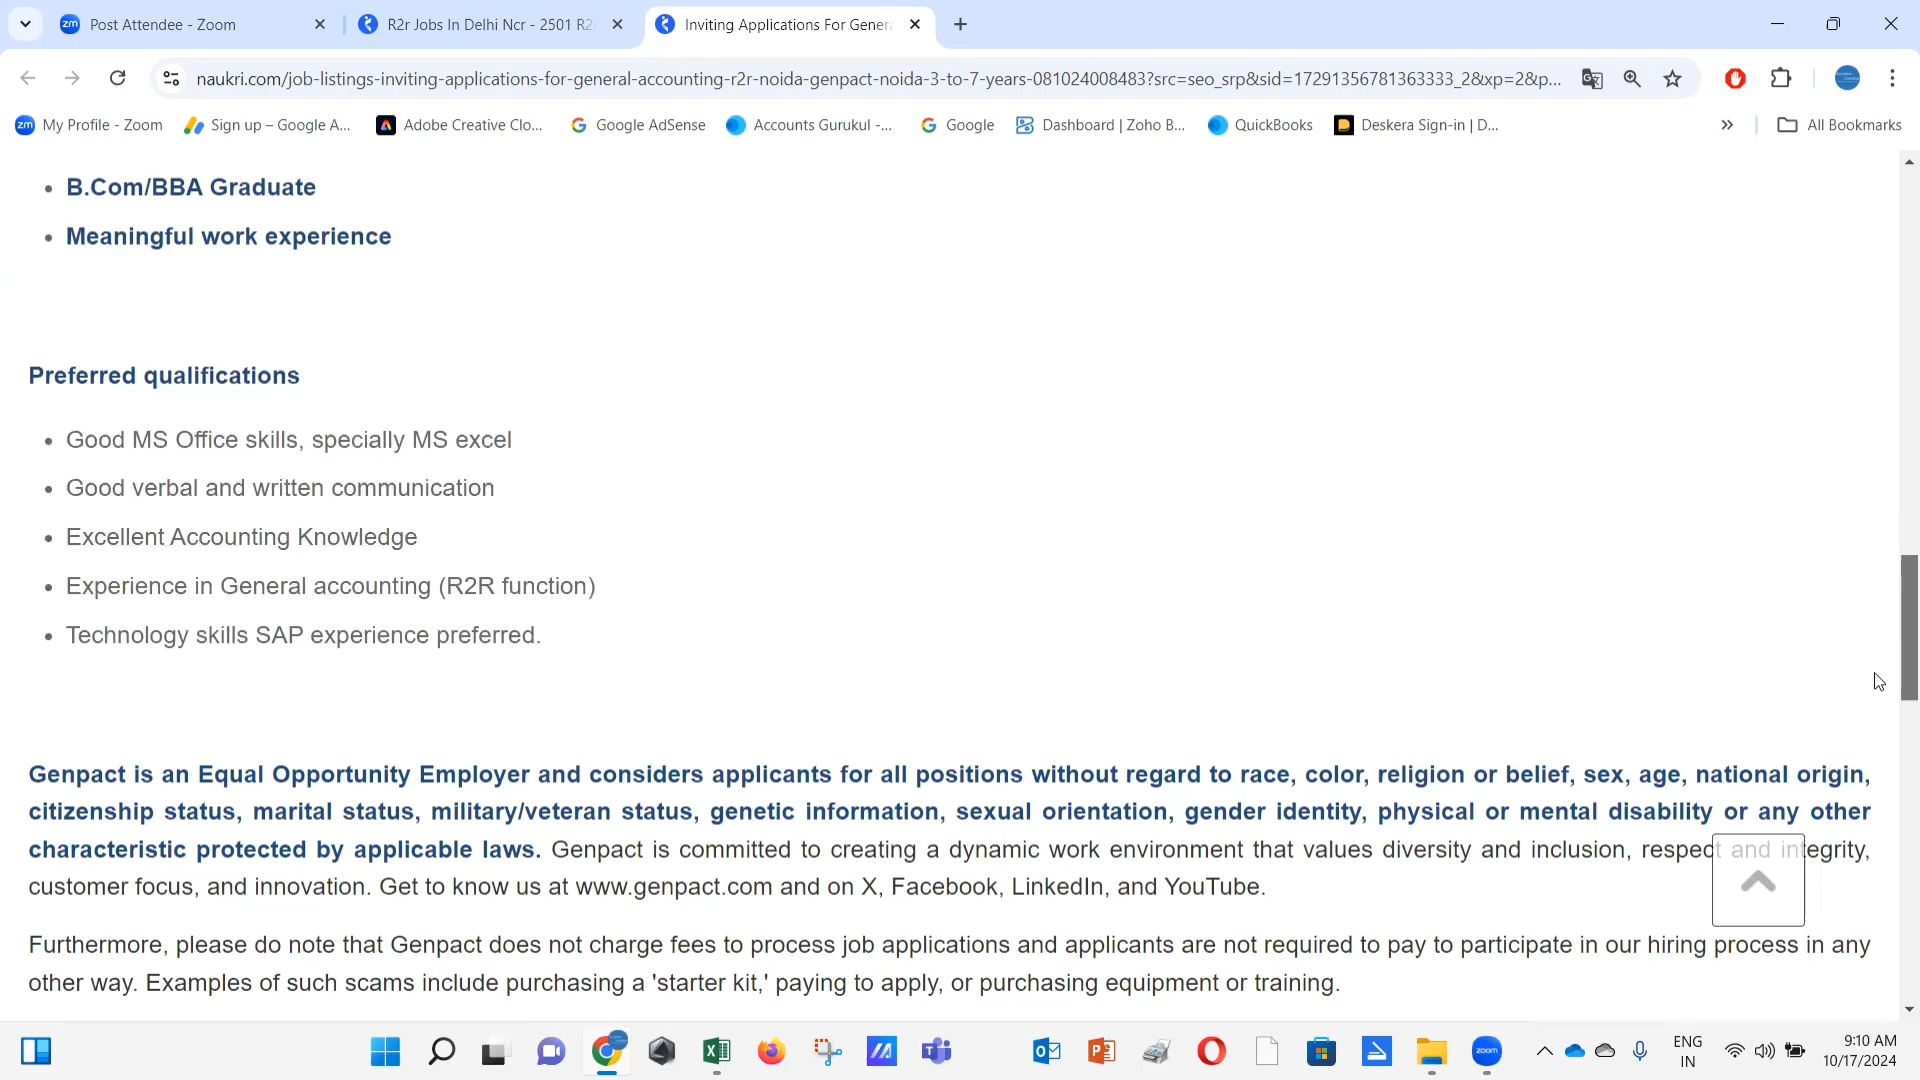 Post Attendee - Zoom
R2r Jobs In Delhi Ncr - 2501 R2
Inviting Applications For Genera
naukri.com/job-listings-inviting-applications-for-general-accounting-r2r-noida-genpact-noida-3-to-7-years-081024008483?src=seo_srp&sid=17291356781363333_2&xp=2&p...
My Profile - Zoom
Sign up – Google A...
Adobe Creative Clo...
Google AdSense
Accounts Gurukul -...
Google
Dashboard | Zoho B...
QuickBooks
Deskera Sign-in | D...
All Bookmarks
• B.Com/BBA Graduate
• Meaningful work experience
Preferred qualifications
• Good MS Office skills, specially MS excel
• Good verbal and written communication
• Excellent Accounting Knowledge
• Experience in General accounting (R2R function)
• Technology skills SAP experience preferred.
Genpact is an Equal Opportunity Employer and considers applicants for all positions without regard to race, color, religion or belief, sex, age, national origin,
citizenship status, marital status, military/veteran status, genetic information, sexual orientation, gender identity, physical or mental disability or any other
characteristic protected by applicable laws. Genpact is committed to creating a dynamic work environment that values diversity and inclusion, respect and integrity,
customer focus, and innovation. Get to know us at www.genpact.com and on X, Facebook, LinkedIn, and YouTube.
Furthermore, please do note that Genpact does not charge fees to process job applications and applicants are not required to pay to participate in our hiring process in any
other way. Examples of such scams include purchasing a 'starter kit,' paying to apply, or purchasing equipment or training.
zoom
ENG
IN
9:10 AM
10/17/2024